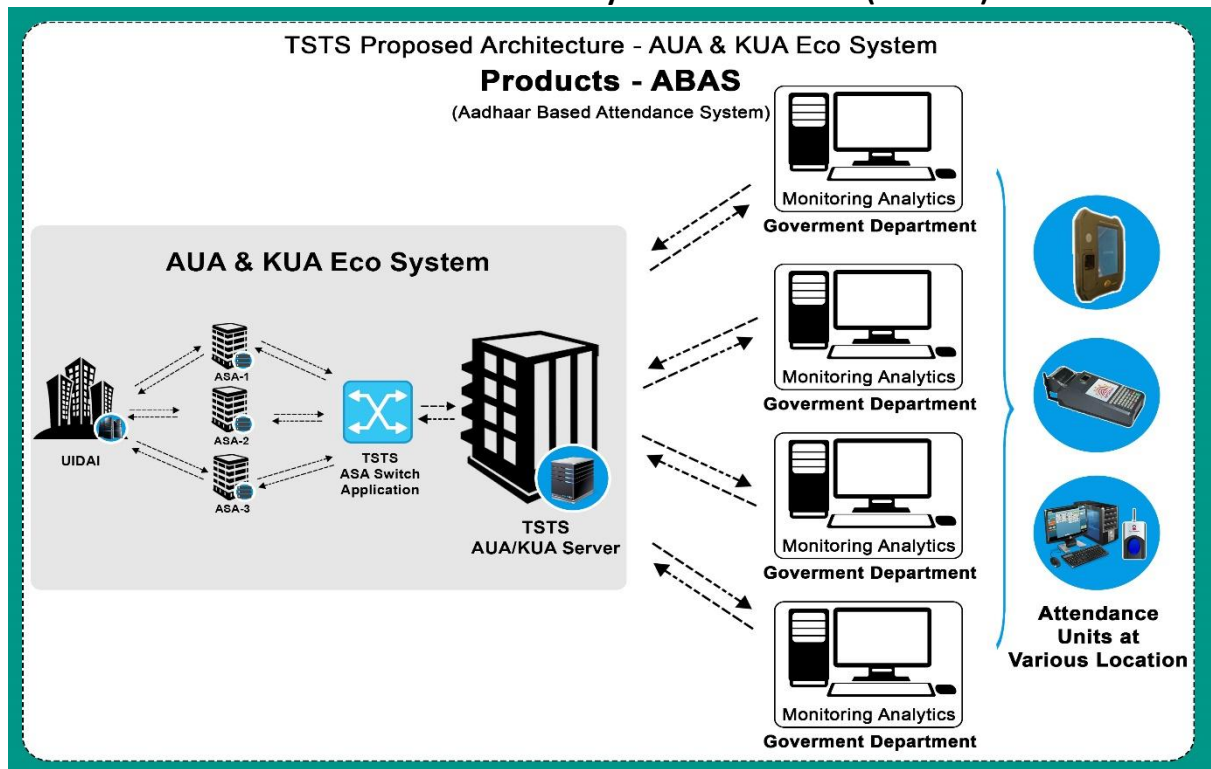 TSTS Proposed Architecture - AUA & KUA Eco System
Products - ABAS
(Aadhaar Based Attendance System)
Monitoring Analytics
Goverment Department
AUA & KUA Eco System
UIDAI
ASA-1
ASA-2
ASA-3
TSTS
ASA Switch
Application
TSTS
AUA/KUA Server
Monitoring Analytics
Goverment Department
Monitoring Analytics
Goverment Department
Monitoring Analytics
Goverment Department
Attendance
Units at
Various Location